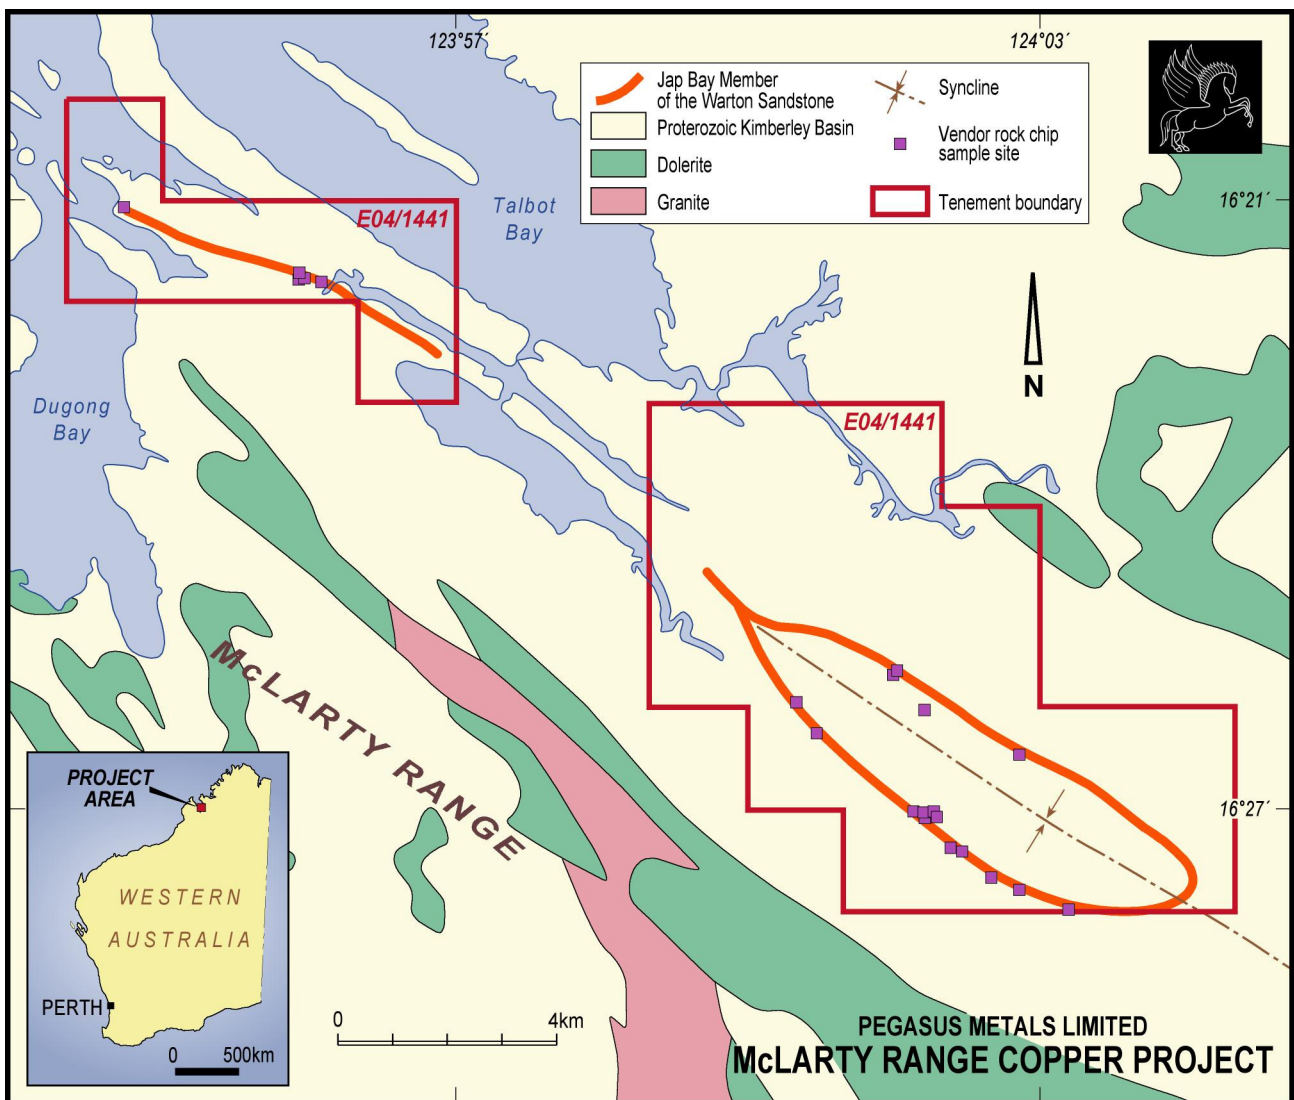 123°57´
124°03´
Jap Bay Member
of the Warton Sandstone
Proterozoic Kimberley Basin
Dolerite
Granite
Syncline
Vendor rock chip
sample site
Tenement boundary
16°21´
E04/1441
Talbot
Bay
N
Dugong
Bay
E04/1441
McLARTY RANGE
16°27´
PROJECT
AREA
WESTERN
AUSTRALIA
PERTH
0 500km
0 4km
PEGASUS METALS LIMITED
McLARTY RANGE COPPER PROJECT